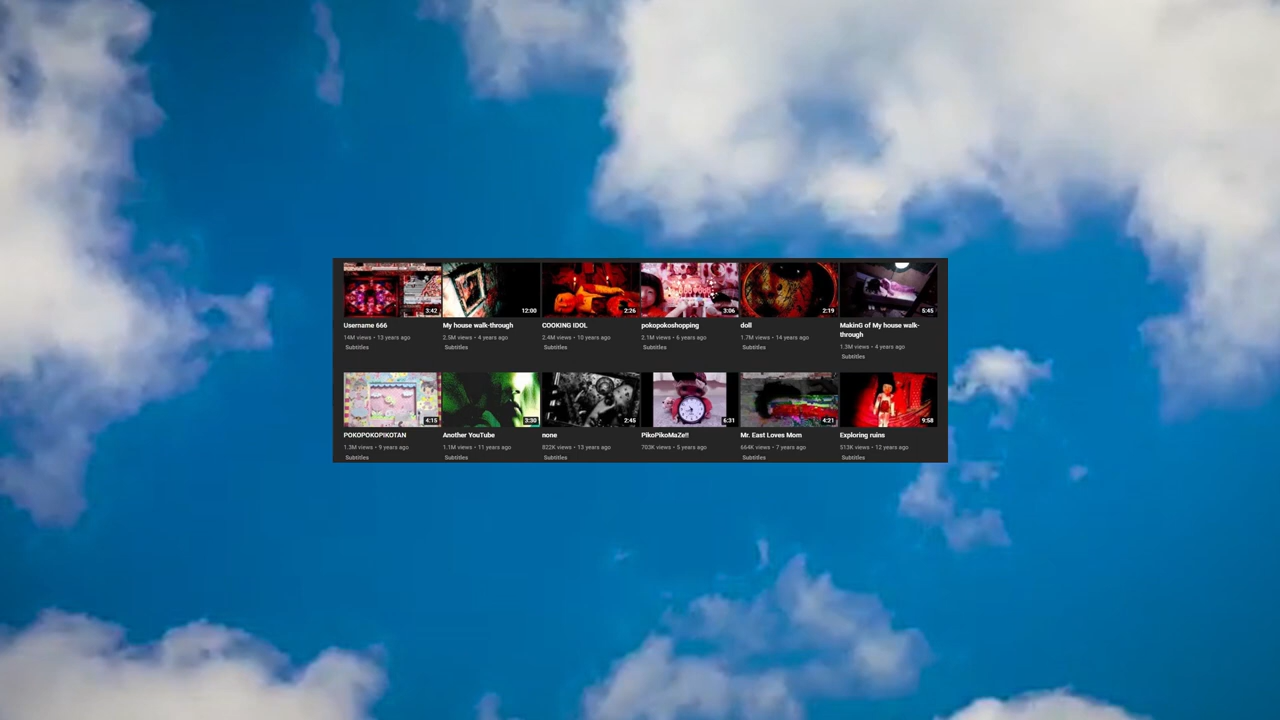 3:42
12:00
2:26
3:06
2:19
5:45
Username 666
My house walk-through
COOKING IDOL
pokopokoshopping
doll
MakinG of My house walk-
through
14M views • 13 years ago
2.5M views • 4 years ago
2.4M views • 10 years ago
2.1M views • 6 years ago
1.7M views • 14 years ago
1.3M views • 4 years ago
Subtitles
Subtitles
Subtitles
Subtitles
Subtitles
Subtitles
4:15
3:30
2:45
6:31
4:21
9:58
POKOPOKOPIKOTAN
Another YouTube
none
PikoPikoMaZe!!
Mr. East Loves Mom
Exploring ruins
1.3M views • 9 years ago
1.1M views • 11 years ago
822K views • 13 years ago
703K views • 5 years ago
664K views • 7 years ago
513K views • 12 years ago
Subtitles
Subtitles
Subtitles
Subtitles
Subtitles
Subtitles